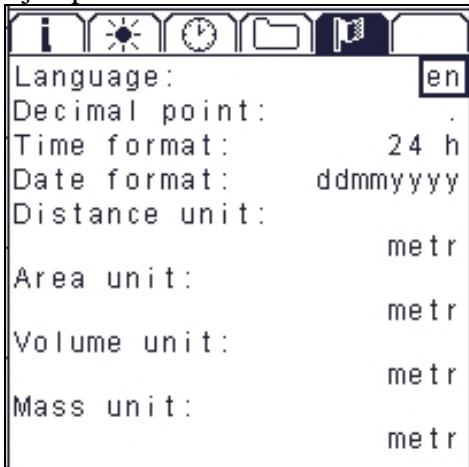 Language: en
Decimal point: .
Time format: 24 h
Date format: ddmmyyyy
Distance unit:
metr
Area unit:
metr
Volume unit:
metr
Mass unit:
metr